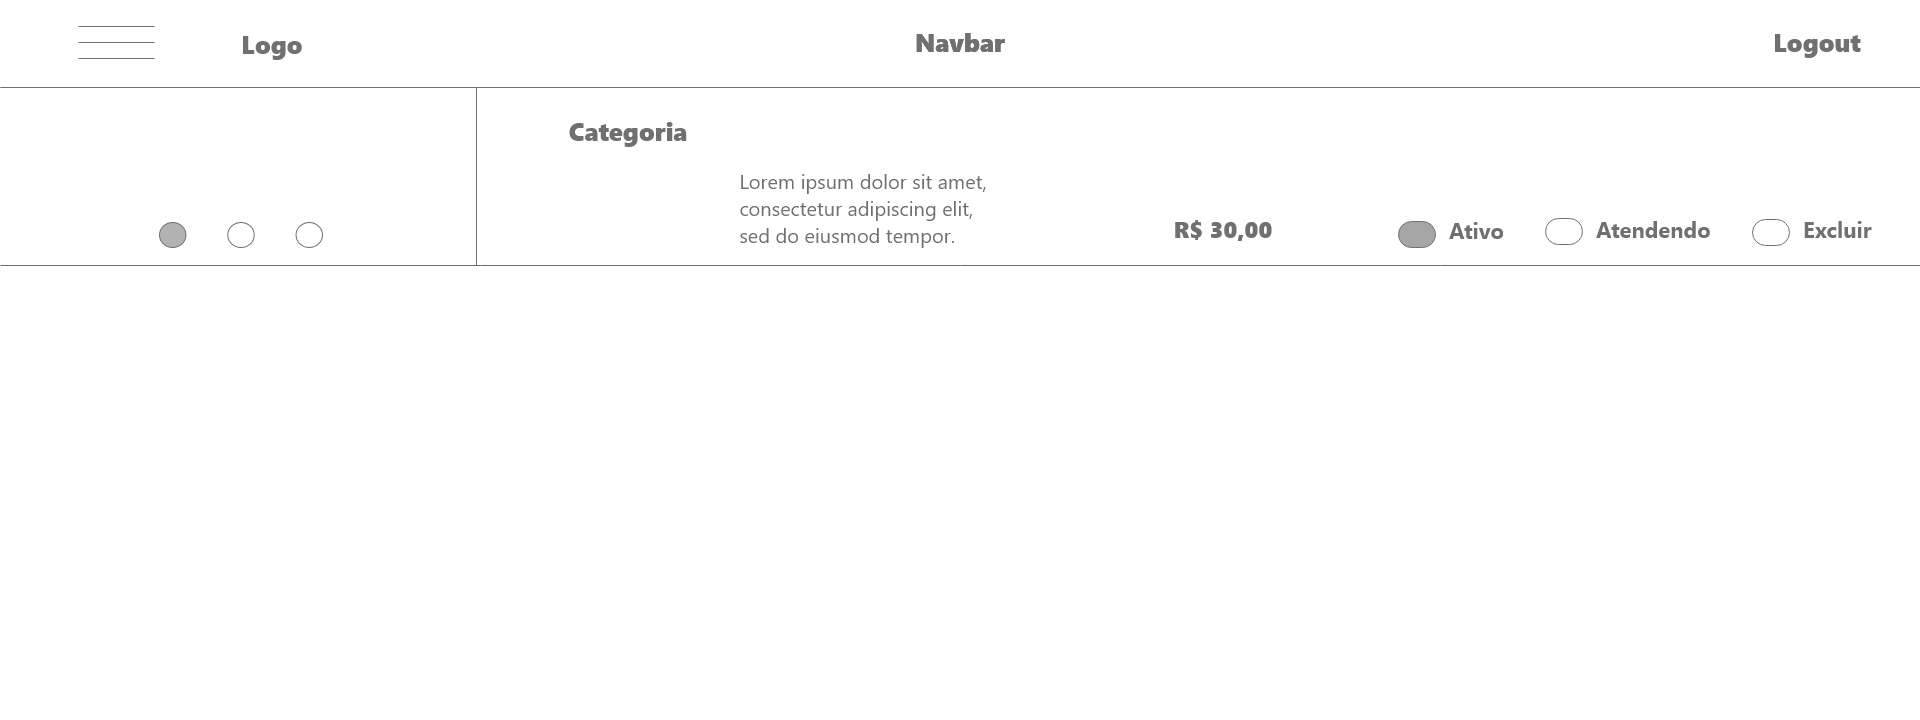 Logo
Navbar
Logout
Categoria
Lorem ipsum dolor sit amet,
consectetur adipiscing elit,
sed do eiusmod tempor.
R$ 30,00
Ativo
Atendendo
Excluir